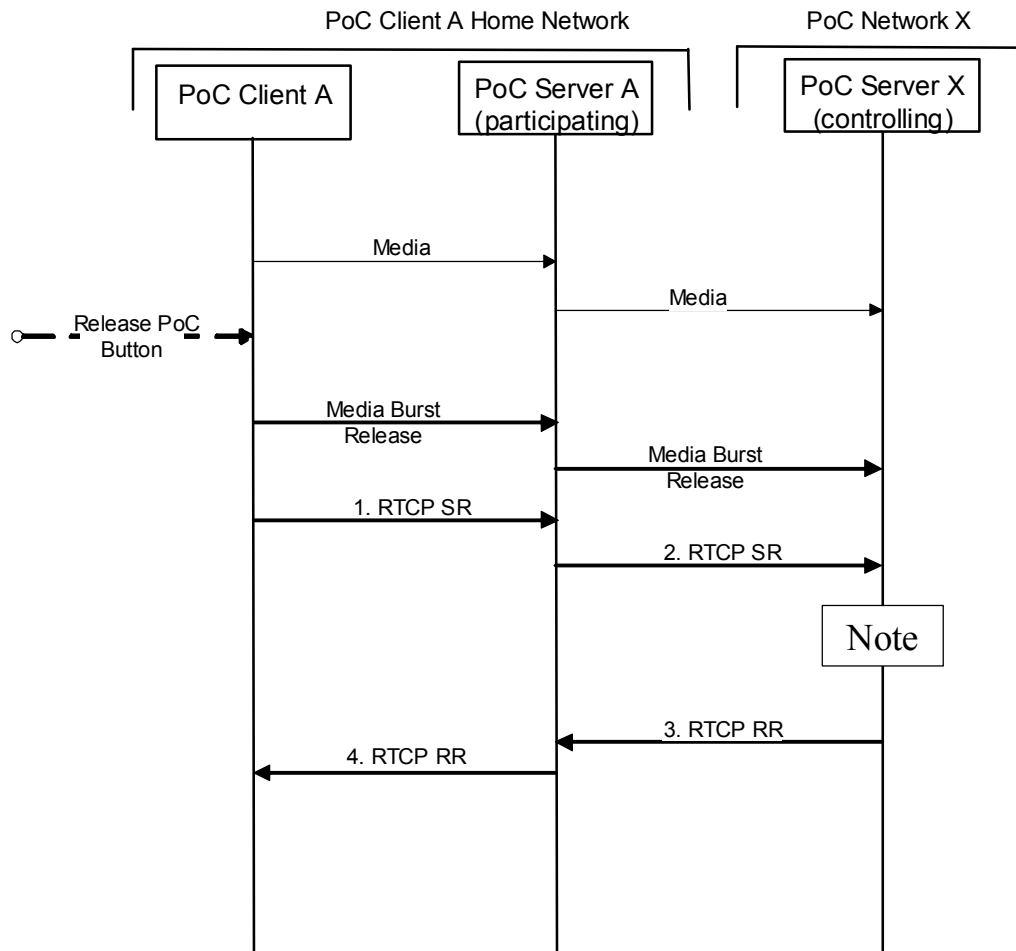 PoC Client A Home Network
PoC Network X
PoC Client A
PoC Server A
(participating)
PoC Server X
(controlling)
Media
Media
Release PoC
Button
Media Burst
Release
Media Burst
Release
1. RTCP SR
2. RTCP SR
Note
3. RTCP RR
4. RTCP RR